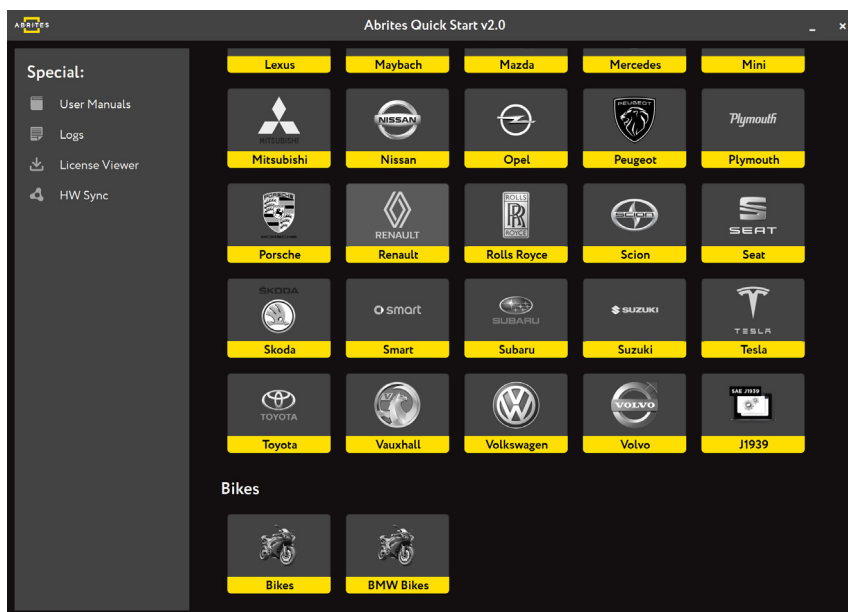 ABRITES
Abrites Quick Start v2.0
Special:
User Manuals
Logs
License Viewer
HW Sync
Lexus
Maybach
Mazda
Mercedes
Mini
MITSUBISHI
NISSAN
PEUGEOT
Plymouth
Mitsubishi
Nissan
Opel
Peugeot
Plymouth
PORSCHE
RENAULT
ROLLS
RR
ROYCE
SCION
SEAT
Porsche
Renault
Rolls Royce
Scion
Seat
ŠKODA
smart
SUBARU
SUZUKI
TESLA
Skoda
Smart
Subaru
Suzuki
Tesla
TOYOTA
VOLVO
SAE J1939
Toyota
Vauxhall
Volkswagen
Volvo
J1939
Bikes
Bikes
BMW Bikes